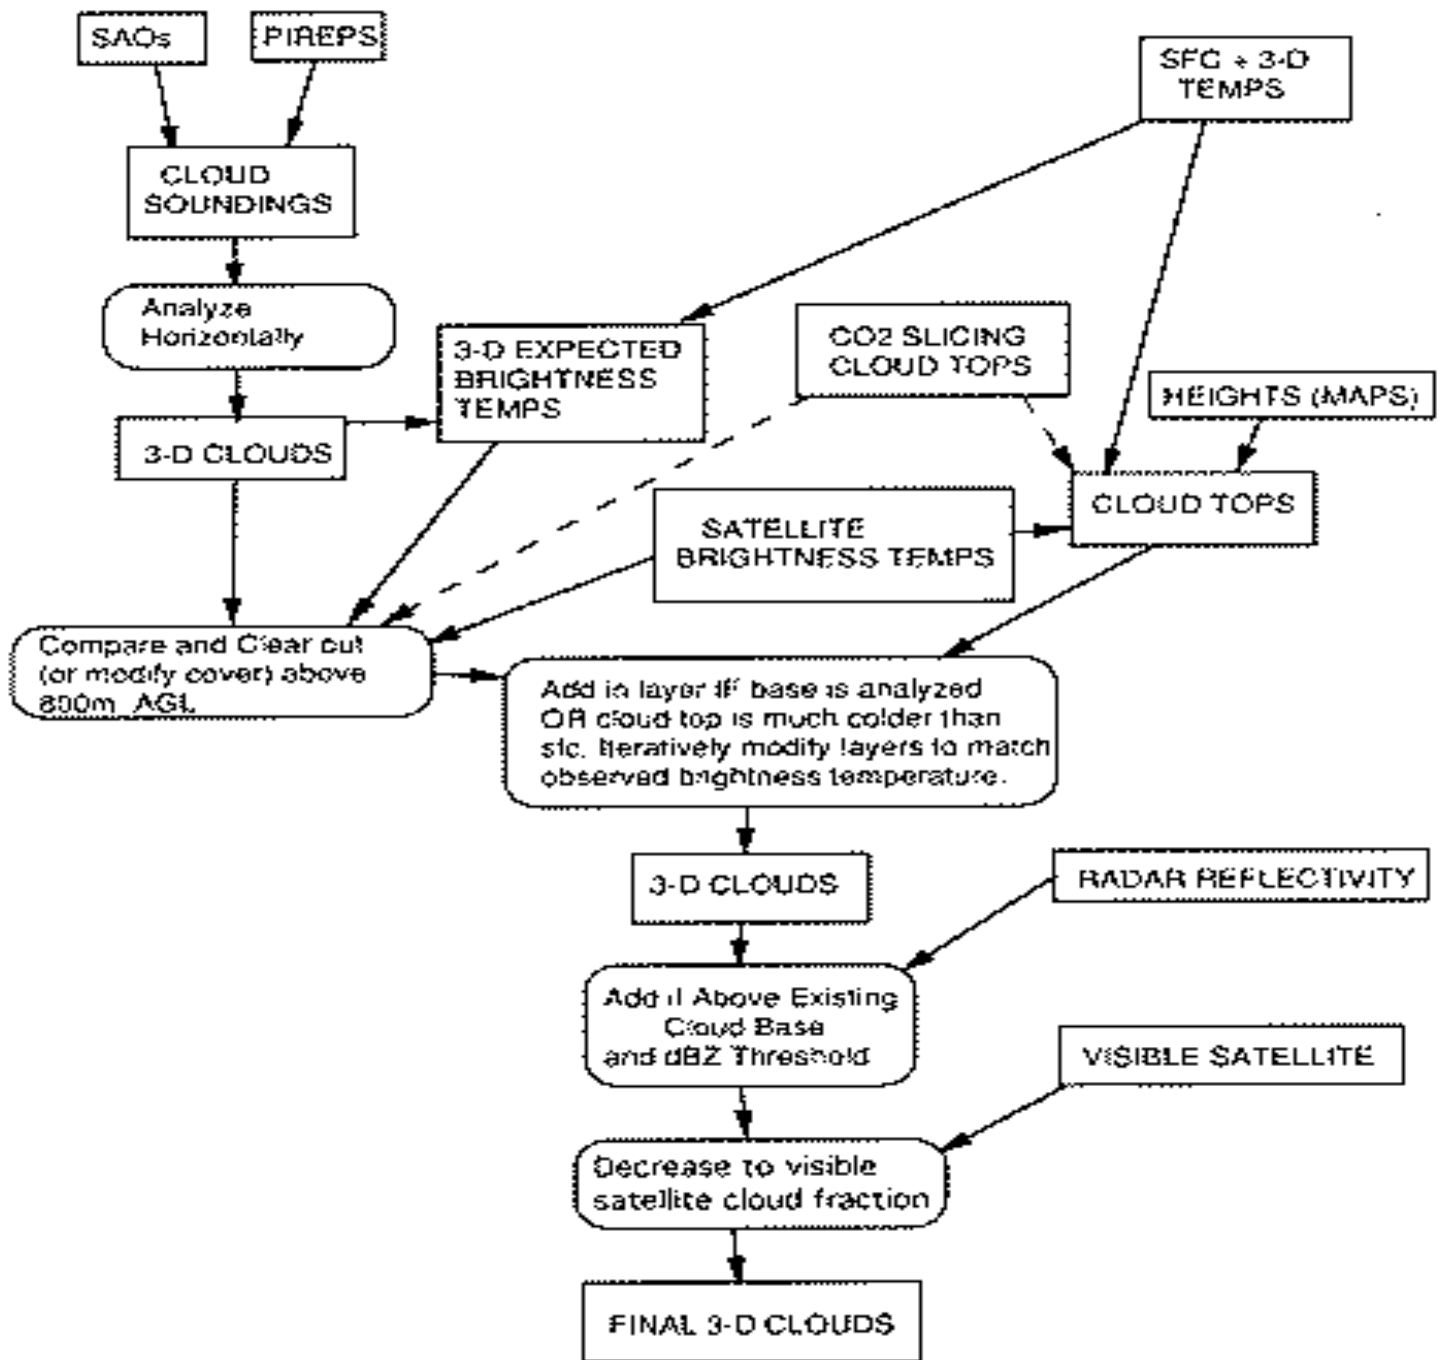 SAOs
PIREPS
SFC + 3-D
TEMPS
CLOUD
SOUNDINGS
Analyze
Horizontally
3-D EXPECTED
BRIGHTNESS
TEMPS
CO2 SLICING
CLOUD TOPS
HEIGHTS (MAPS)
3-D CLOUDS
SATELLITE
BRIGHTNESS TEMPS
CLOUD TOPS
Compare and Clear out
(or modify cover) above
AGL
Add in layer IF base is analyzed
OR cloud top is much colder than
sfc. Iteratively modify layers to match
observed brightness temperature.
3-D CLOUDS
RADAR REFLECTIVITY
Add if Above Existing
Cloud Base
and dBZ Threshold
VISIBLE SATELLITE
Decrease to visible
satellite cloud fraction
FINAL 3-D CLOUDS